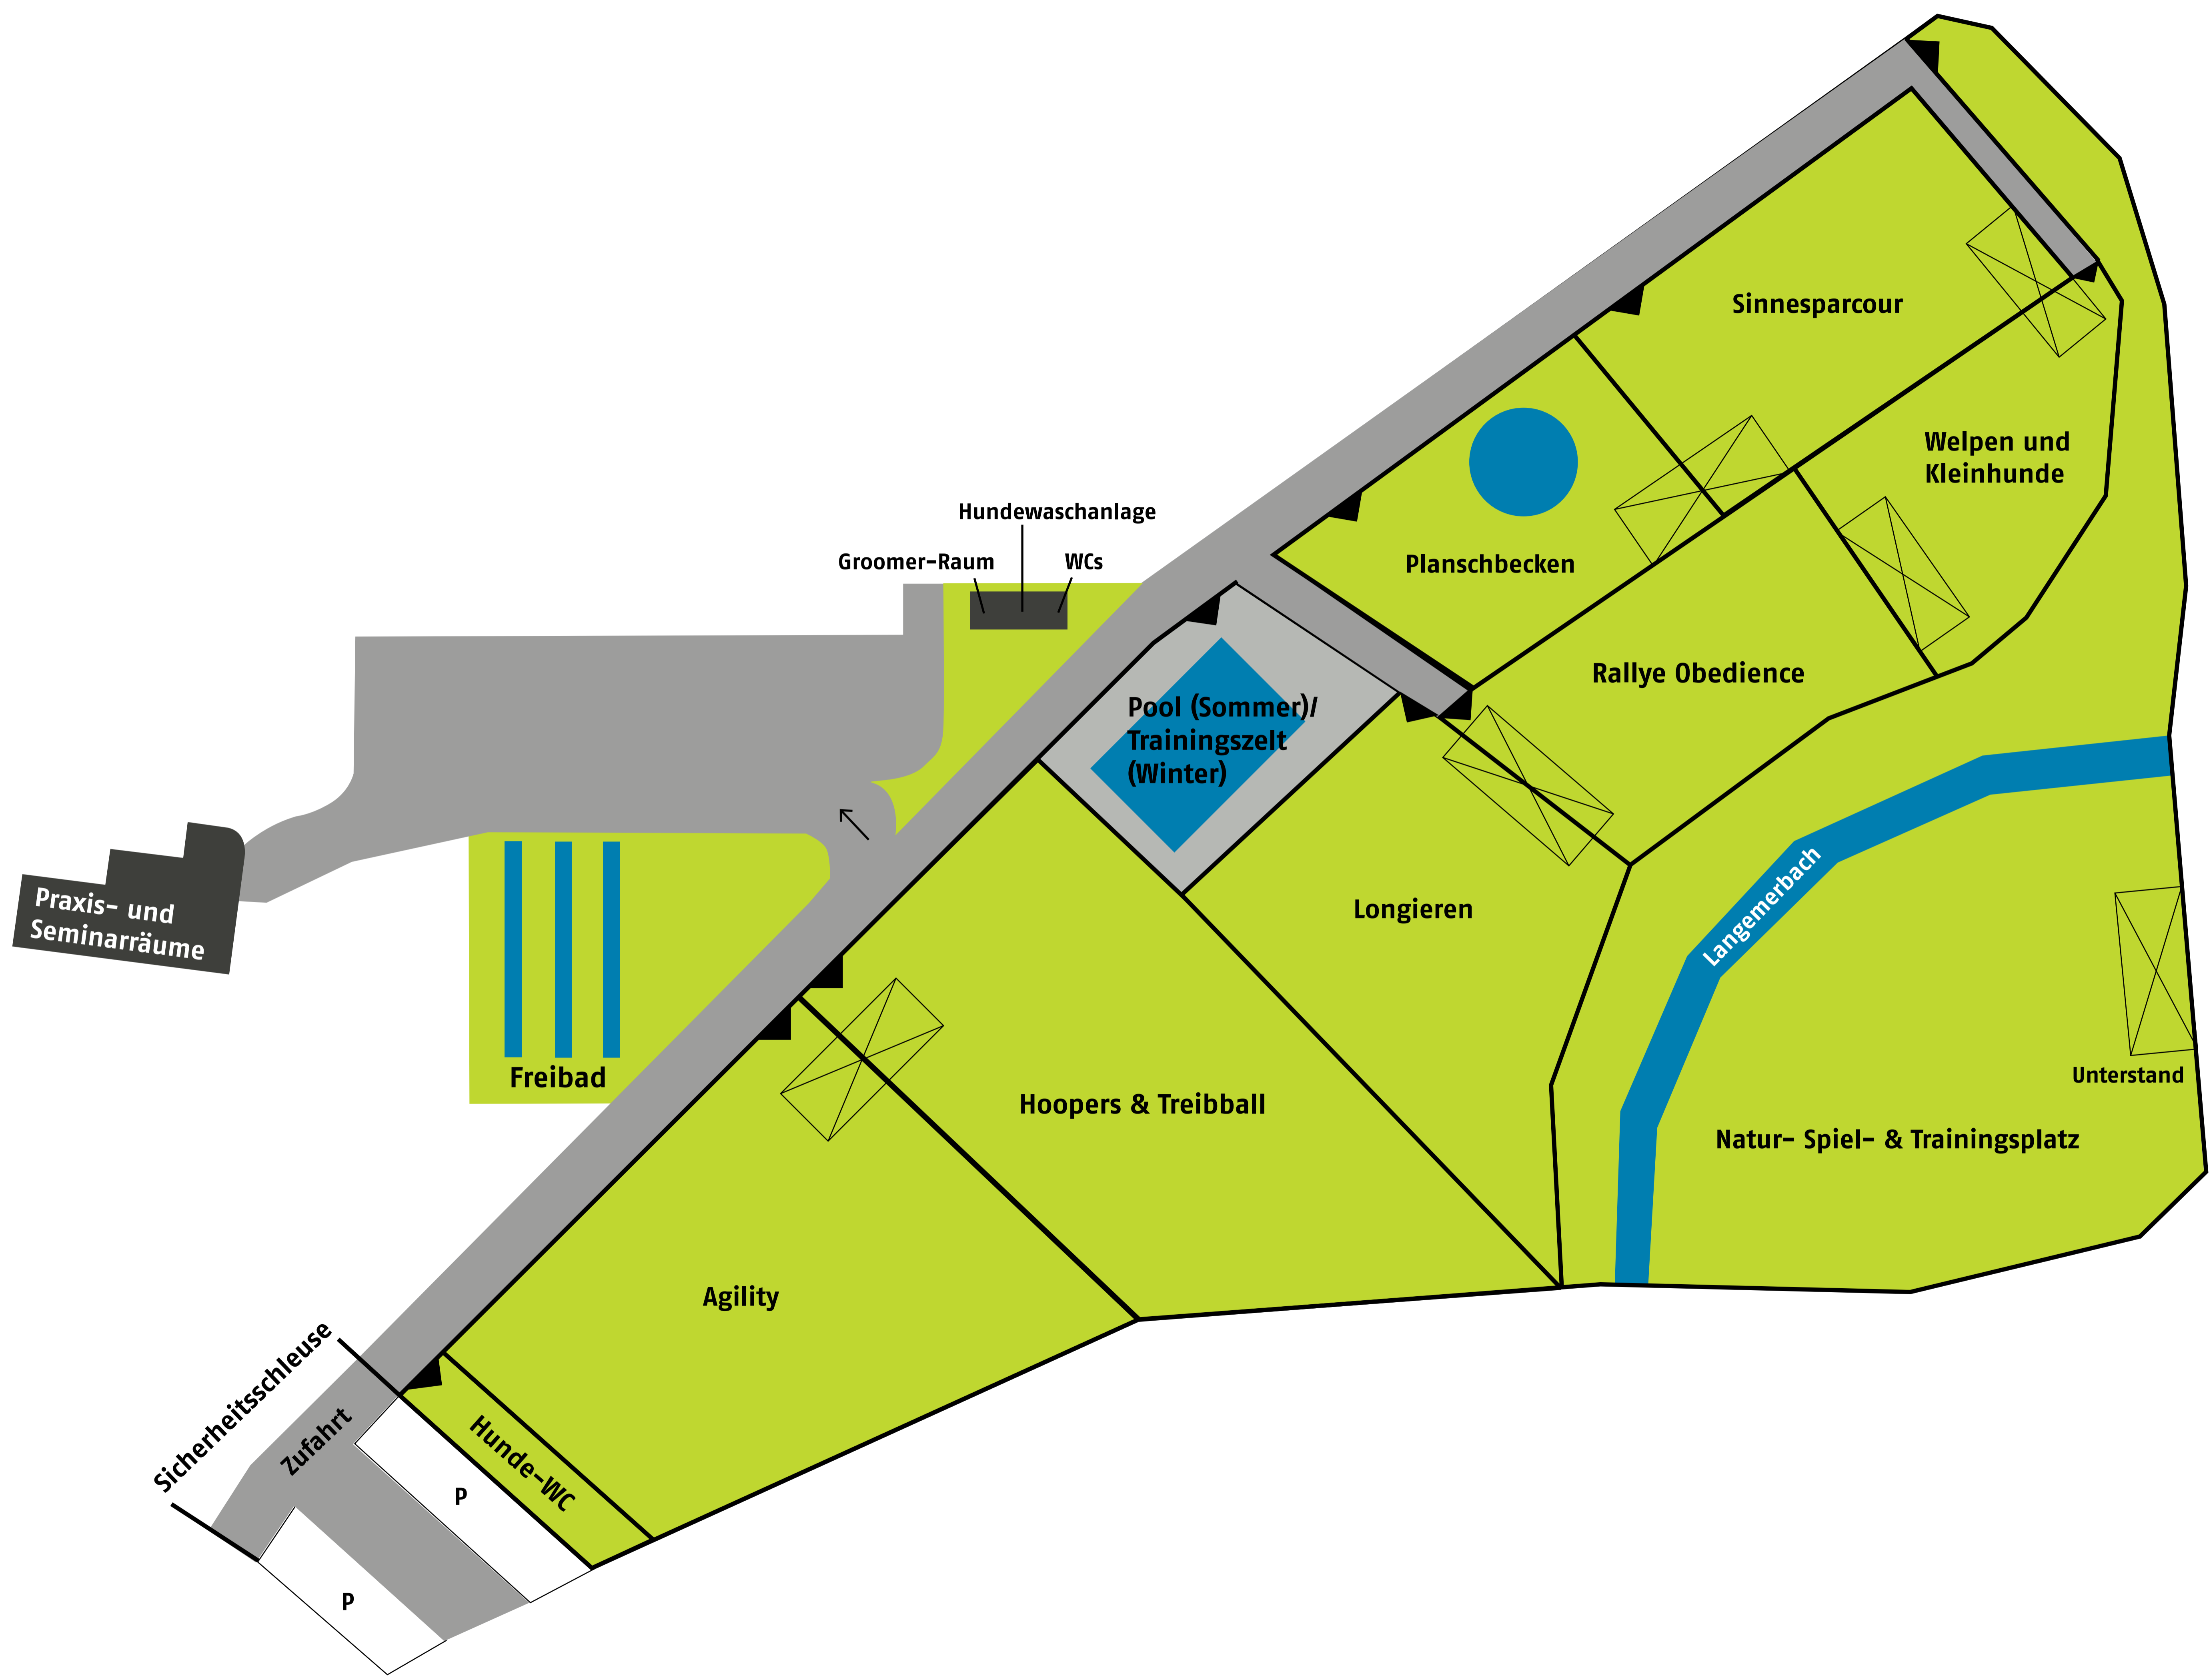 Sinnesparcour
Welpen und
Kleinhunde
Hundewaschanlage
Groomer-Raum
WCs
Planschbecken
Rallye Obedience
Pool (Sommer)/
Trainingszelt
(Winter)
Praxis- und
Seminarräume
Longieren
Langemerbach
Freibad
Unterstand
Hoopers & Treibball
Natur- Spiel- & Trainingsplatz
Agility
Sicherheitsschleuse
Zufahrt
Hunde-WC
P
P